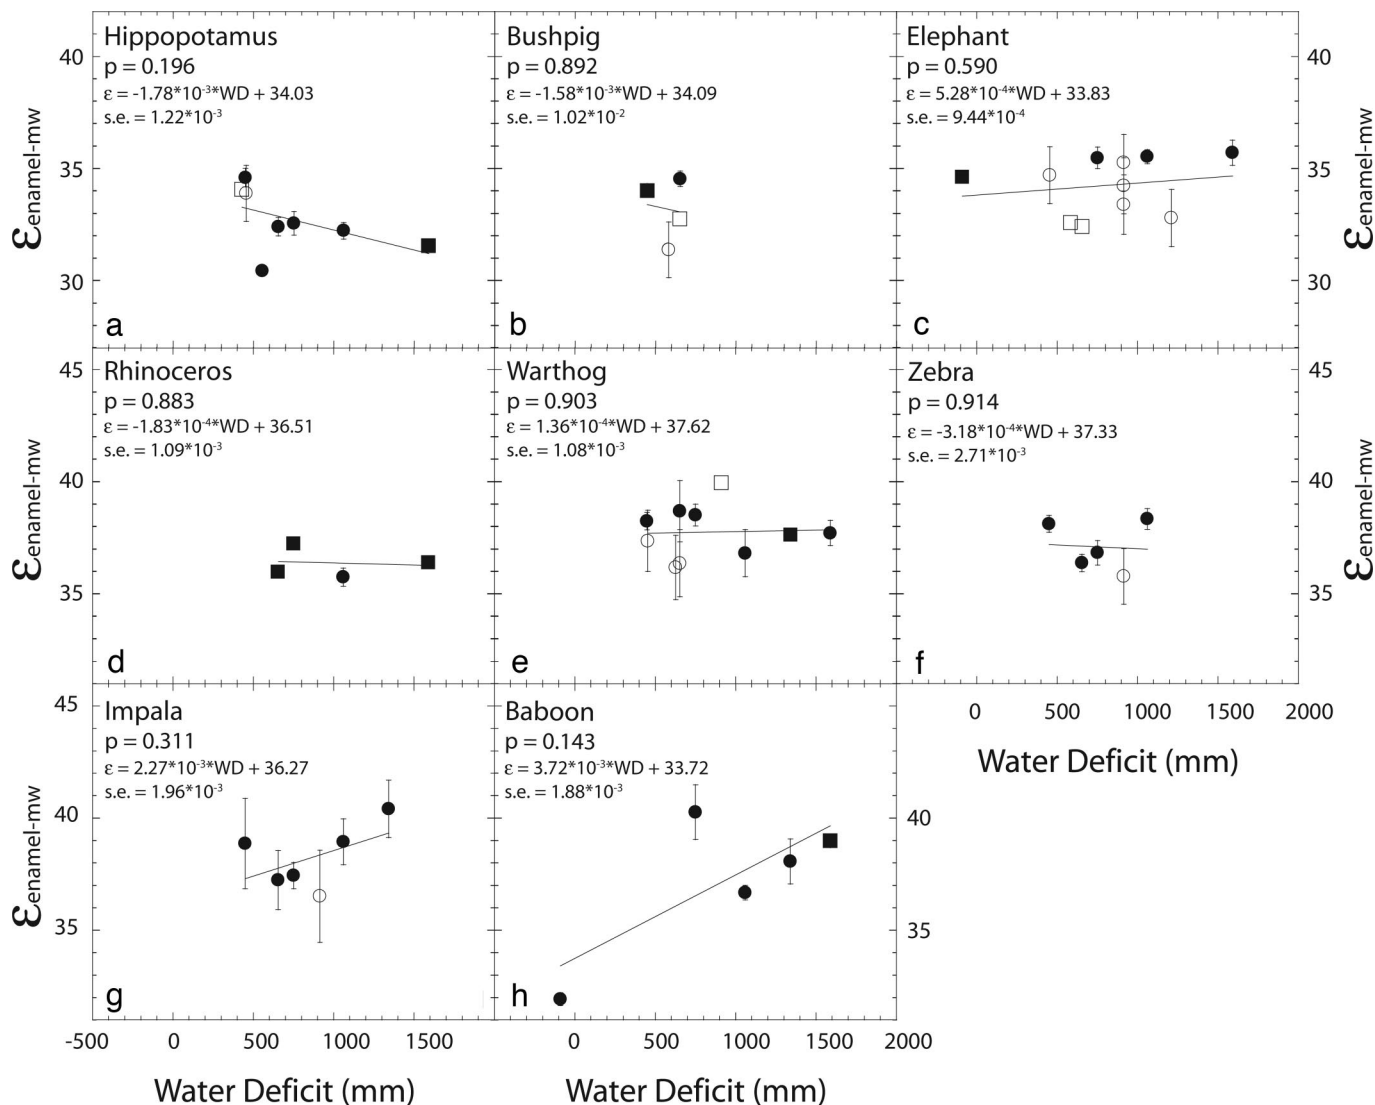 Hippopotamus
p = 0.196
ε = -1.78*10⁻³*WD + 34.03
s.e. = 1.22*10⁻³
a
Bushpig
p = 0.892
ε = -1.58*10⁻³*WD + 34.09
s.e. = 1.02*10⁻²
b
Elephant
p = 0.590
ε = 5.28*10⁻⁴*WD + 33.83
s.e. = 9.44*10⁻⁴
c
40
35
30
εenamel-mw
40
35
30
εenamel-mw
Rhinoceros
p = 0.883
ε = -1.83*10⁻⁴*WD + 36.51
s.e. = 1.09*10⁻³
d
Warthog
p = 0.903
ε = 1.36*10⁻⁴*WD + 37.62
s.e. = 1.08*10⁻³
e
Zebra
p = 0.914
ε = -3.18*10⁻⁴*WD + 37.33
s.e. = 2.71*10⁻³
f
45
40
35
εenamel-mw
45
40
35
εenamel-mw
0 500 1000 1500 2000
Water Deficit (mm)
Impala
p = 0.311
ε = 2.27*10⁻³*WD + 36.27
s.e. = 1.96*10⁻³
g
Baboon
p = 0.143
ε = 3.72*10⁻³*WD + 33.72
s.e. = 1.88*10⁻³
h
45
40
35
εenamel-mw
40
35
-500 0 500 1000 1500
0 500 1000 1500 2000
Water Deficit (mm)
Water Deficit (mm)